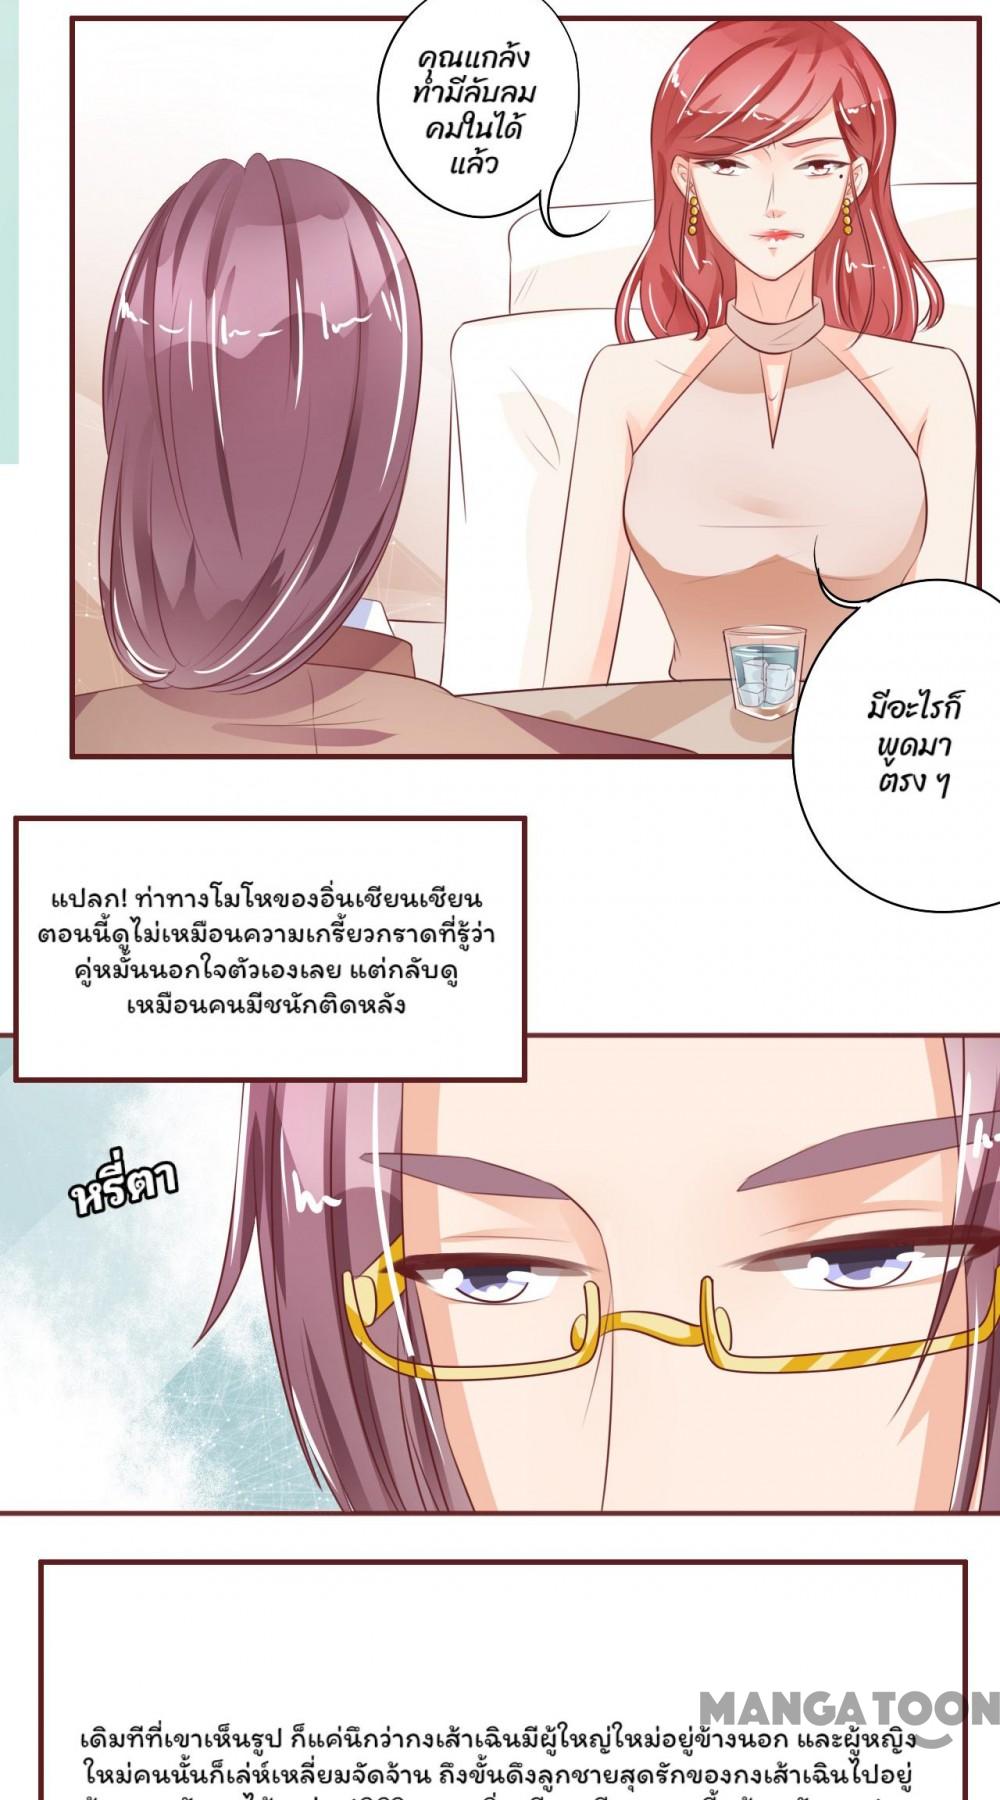 คุณแกล้ง
ทำมีลับลม
คมในได้
แล้ว
มีอะไรก็
พูดมา
ตรง ๆ
แปลก! ท่าทางโมโหของอิ่นเชียนเชียน
ตอนนี้ดูไม่เหมือนความเกรี้ยวกราดที่รู้ว่า
คู่หมั้นนอกใจตัวเองเลย แต่กลับดู
เหมือนคนมีชนักติดหลัง
หรี่ตา
MANGATOON
เดิมทีที่เขาเห็นรูป ก็แค่นึกว่ากงเส้าเฉินมีผู้ใหญ่ใหม่อยู่ข้างนอก และผู้หญิง
ใหม่คนนั้นก็เล่ห์เหลี่ยมจัดจ้าน ถึงขั้นดึงลูกชายสุดรักของกงเส้าเฉินไปอยู่